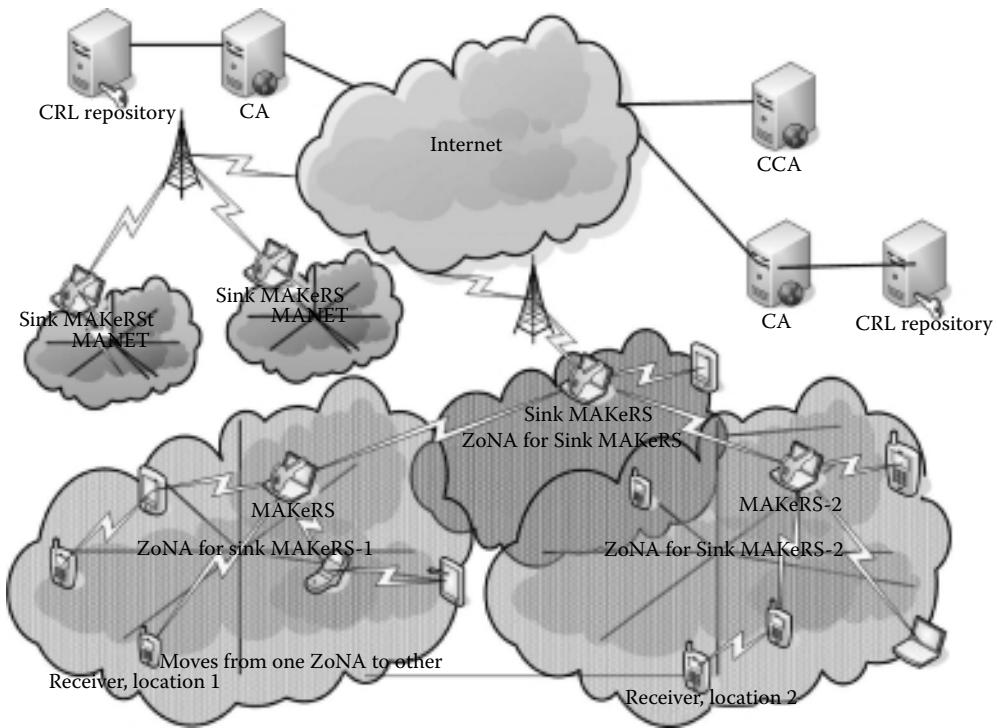 CRL repository
CA
Internet
CCA
CA
CRL repository
Sink MAKeRSt
MANET
Sink MAKeRS
MANET
Sink MAKeRS
ZoNA for Sink MAKeRS
MAKeRS
MAKeRS-2
ZoNA for sink MAKeRS-1
ZoNA for Sink MAKeRS-2
Moves from one ZoNA to other
Receiver, location 1
Receiver, location 2